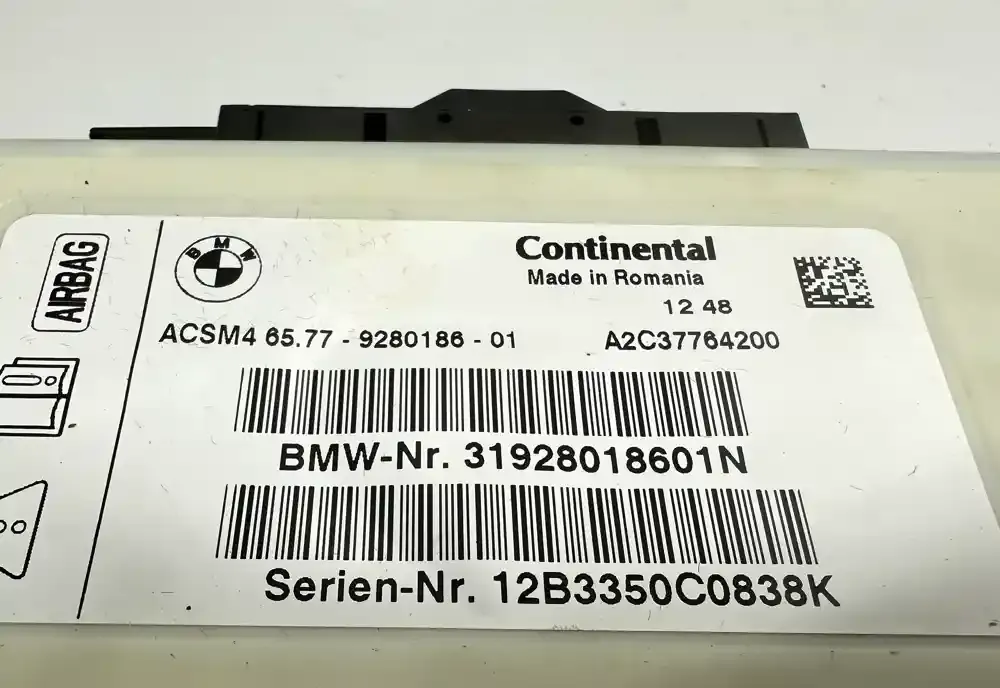 AIRBAG
BMW
Continental
Made in Romania
12 48
ACSM4 65.77 - 9280186 - 01 A2C37764200
BMW-Nr. 31928018601N
Serien-Nr. 12B3350C0838K